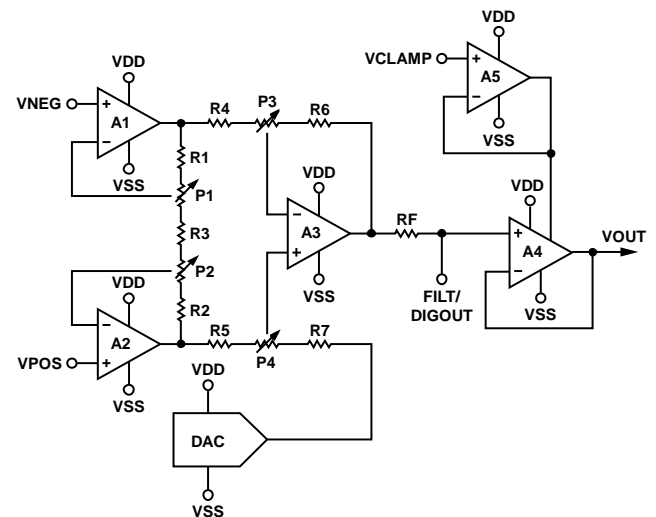 VDD
VCLAMP
+
A5
−
VSS
VDD
VNEG
+
A1
−
VSS
R4
P3
R6
R1
P1
R3
P2
R2
VDD
−
A3
+
VSS
RF
FILT/
DIGOUT
VDD
+
A4
−
VSS
VOUT
VDD
−
A2
+
VPOS
VSS
R5
P4
R7
VDD
DAC
VSS